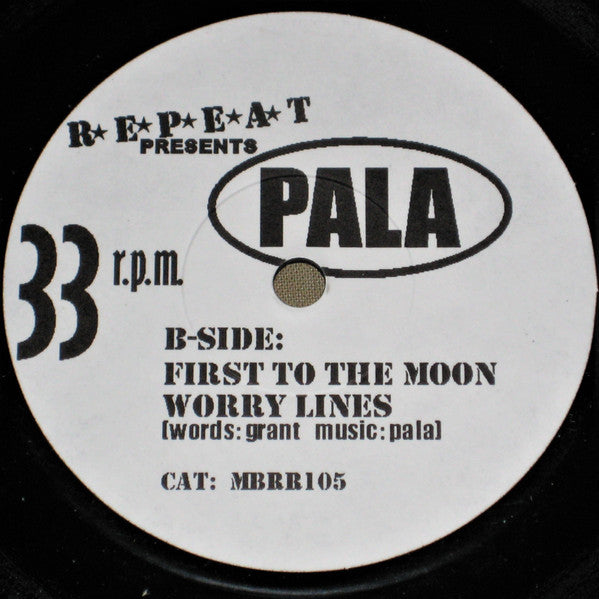 R★E★P★E★A★T
PRESENTS
PALA
33 r.p.m.
B-SIDE:
FIRST TO THE MOON
WORRY LINES
(words:grant music:pala)
CAT: MBRR105